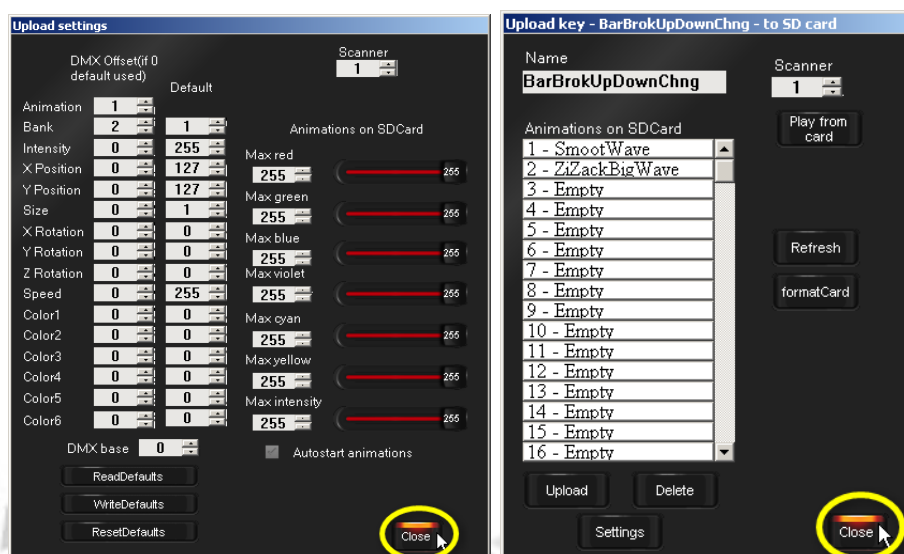 Upload settings
DMX Offset(if 0
default used)
Default
Scanner
1
Animation 1
Bank 2 1
Intensity 0 255
X Position 0 127
Y Position 0 127
Size 0 1
X Rotation 0 0
Y Rotation 0 0
Z Rotation 0 0
Speed 0 255
Color1 0 0
Color2 0 0
Color3 0 0
Color4 0 0
Color5 0 0
Color6 0 0
DMX base 0
ReadDefaults
WriteDefaults
ResetDefaults
Animations on SDCard
Max red
255 255
Max green
255 255
Max blue
255 255
Max violet
255 255
Max cyan
255 255
Max yellow
255 255
Max intensity
255 255
Autostart animations
Close
Upload key - BarBrokUpDownChng - to SD card
Name
BarBrokUpDownChng
Scanner
1
Animations on SDCard
1 - SmootWave
2 - ZiZackBigWave
3 - Empty
4 - Empty
5 - Empty
6 - Empty
7 - Empty
8 - Empty
9 - Empty
10 - Empty
11 - Empty
12 - Empty
13 - Empty
14 - Empty
15 - Empty
16 - Empty
Play from
card
Refresh
formatCard
Upload Delete
Settings
Close